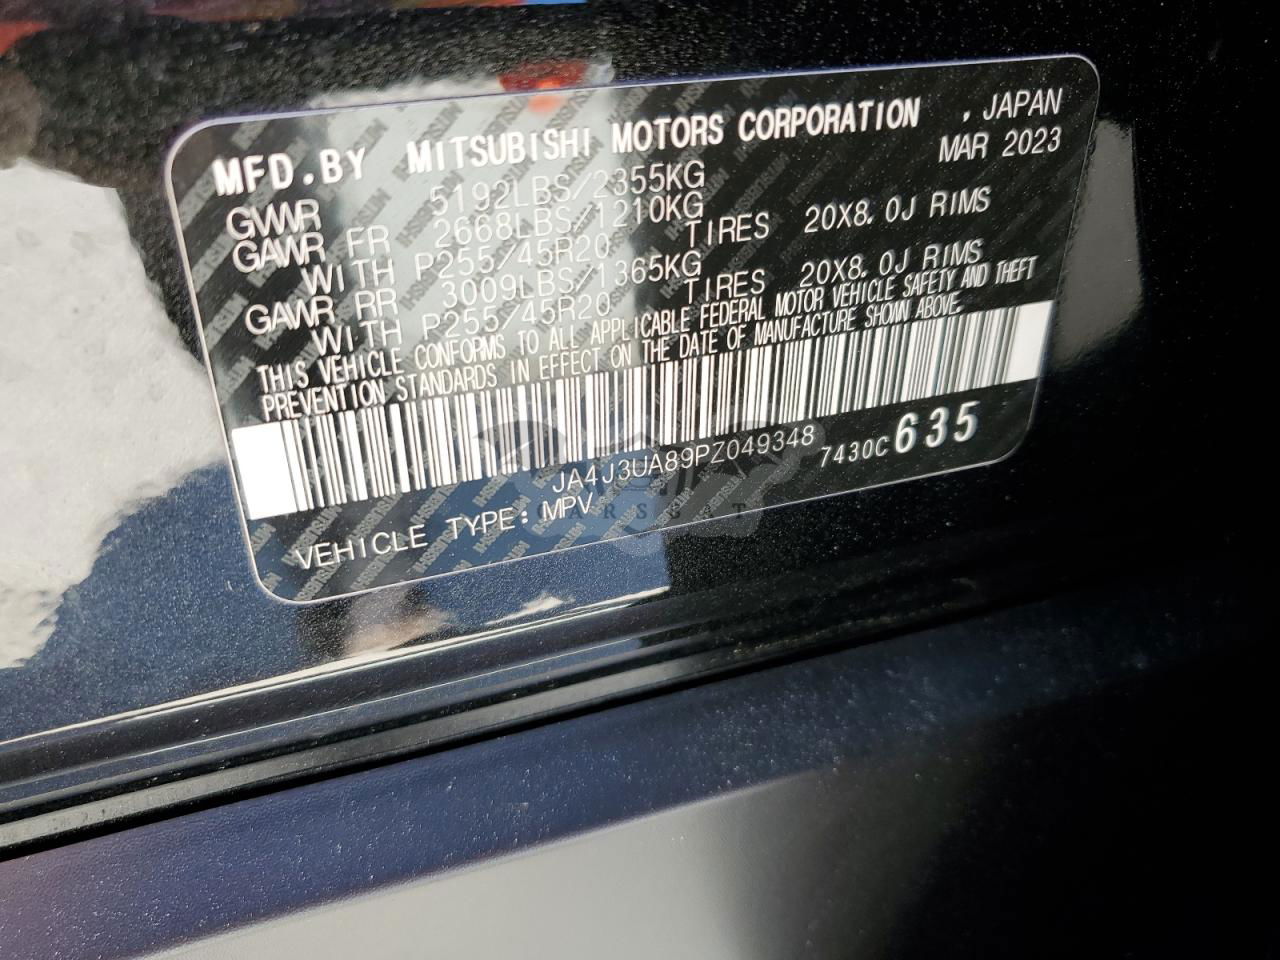 MFD.BY MITSUBISHI MOTORS CORPORATION , JAPAN
MAR 2023
GVWR 5192LBS/2355KG
GAWR FR 2668LBS/1210KG
WITH P255/45R20 TIRES 20X8.0J RIMS
GAWR RR 3009LBS/1365KG
WITH P255/45R20 TIRES 20X8.0J RIMS
THIS VEHICLE CONFORMS TO ALL APPLICABLE FEDERAL MOTOR VEHICLE SAFETY AND THEFT
PREVENTION STANDARDS IN EFFECT ON THE DATE OF MANUFACTURE SHOWN ABOVE.
JA4J3UA89PZ049348 7430C 635
VEHICLE TYPE: MPV